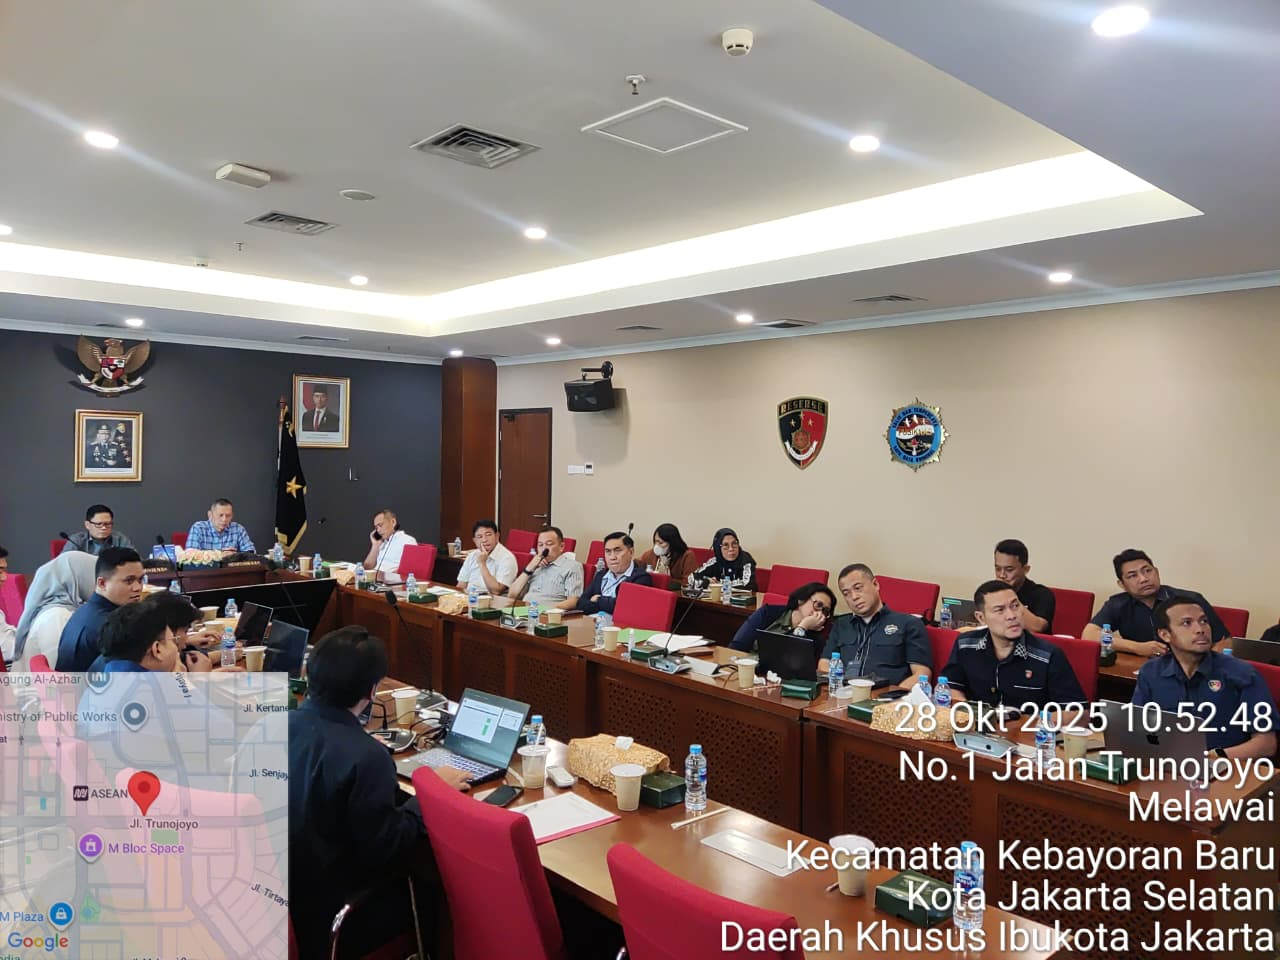 RESERSE
28 Okt 2025 10.52.48
No.1 Jalan Trunojoyo
Melawai
Kecamatan Kebayoran Baru
Kota Jakarta Selatan
Daerah Khusus Ibukota Jakarta
Agung Al-Azhar
Jl. Kertane
nistry of Public Works
Jl. Senjay
ASEAN
Jl. Trunojoyo
M Bloc Space
Jl. Tirtaya
M Plaza
Google